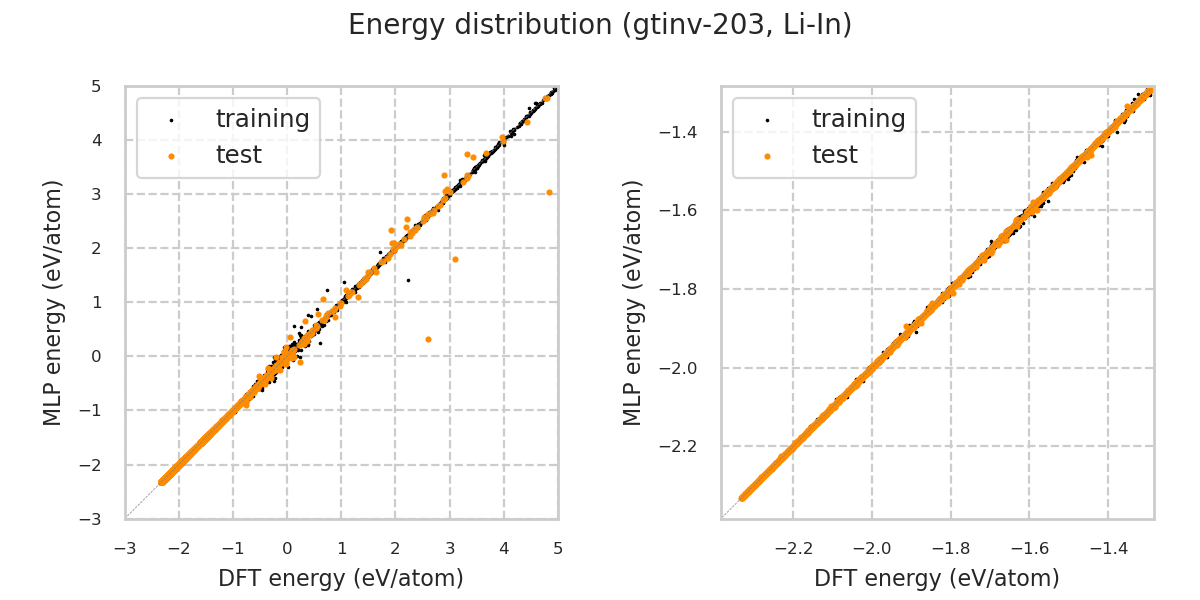 Energy distribution (gtinv-203, Li-In)
training
test
5
4
3
2
1
0
−1
−2
−3
MLP energy (eV/atom)
−3 −2 −1 0 1 2 3 4 5
DFT energy (eV/atom)
training
test
−1.4
−1.6
−1.8
−2.0
−2.2
MLP energy (eV/atom)
−2.2 −2.0 −1.8 −1.6 −1.4
DFT energy (eV/atom)